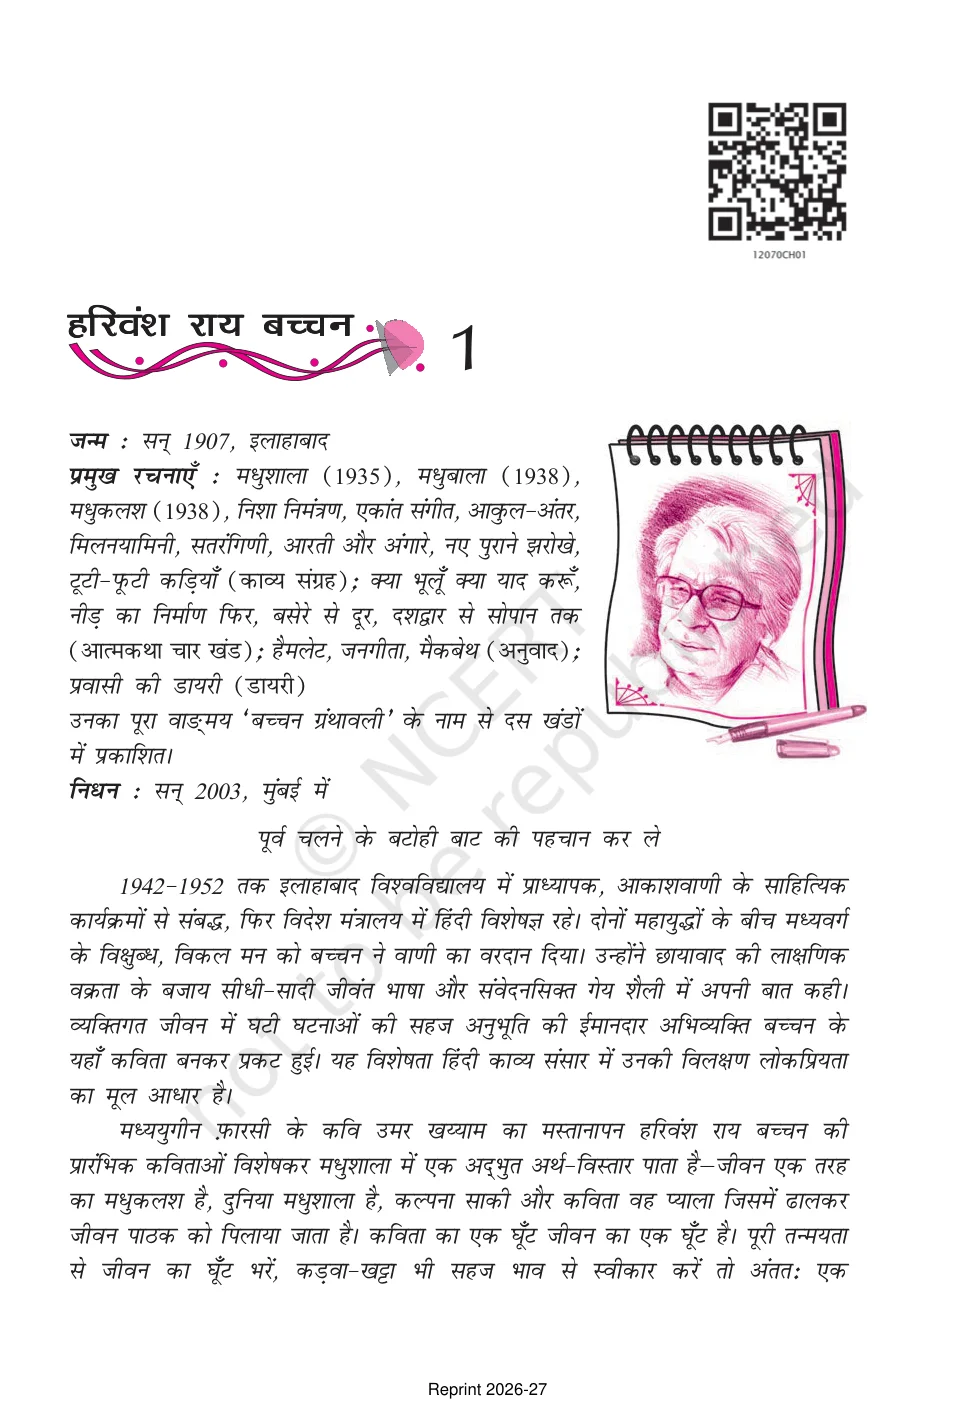 12070CH01
हरिवंश राय बच्चन
1
जन्म : सन् 1907, इलाहाबाद
प्रमुख रचनाएँ : मधुशाला (1935), मधुबाला (1938),
मधुकलश (1938), निशा निमंत्रण, एकांत संगीत, आकुल-अंतर,
मिलनयामिनी, सतरंगिणी, आरती और अंगारे, नए पुराने झरोखे,
टूटी-फूटी कड़ियाँ (काव्य संग्रह); क्या भूलूँ क्या याद करूँ,
नीड़ का निर्माण फिर, बसेरे से दूर, दशद्वार से सोपान तक
(आत्मकथा चार खंड); हैमलेट, जनगीता, मैकबेथ (अनुवाद);
प्रवासी की डायरी (डायरी)
उनका पूरा वाङ्मय ‘बच्चन ग्रंथावली’ के नाम से दस खंडों
में प्रकाशित।
निधन : सन् 2003, मुंबई में
पूर्व चलने के बटोही बाट की पहचान कर ले
1942-1952 तक इलाहाबाद विश्वविद्यालय में प्राध्यापक, आकाशवाणी के साहित्यिक
कार्यक्रमों से संबद्ध, फिर विदेश मंत्रालय में हिंदी विशेषज्ञ रहे। दोनों महायुद्धों के बीच मध्यवर्ग
के विक्षुब्ध, विकल मन को बच्चन ने वाणी का वरदान दिया। उन्होंने छायावाद की लाक्षणिक
वक्रता के बजाय सीधी-सादी जीवंत भाषा और संवेदनसिक्त गेय शैली में अपनी बात कही।
व्यक्तिगत जीवन में घटी घटनाओं की सहज अनुभूति की ईमानदार अभिव्यक्ति बच्चन के
यहाँ कविता बनकर प्रकट हुई। यह विशेषता हिंदी काव्य संसार में उनकी विलक्षण लोकप्रियता
का मूल आधार है।
मध्ययुगीन फ़ारसी के कवि उमर खय्याम का मस्तानापन हरिवंश राय बच्चन की
प्रारंभिक कविताओं विशेषकर मधुशाला में एक अद्‌भुत अर्थ-विस्तार पाता है—जीवन एक तरह
का मधुकलश है, दुनिया मधुशाला है, कल्पना साकी और कविता वह प्याला जिसमें ढालकर
जीवन पाठक को पिलाया जाता है। कविता का एक घूँट जीवन का एक घूँट है। पूरी तन्मयता
से जीवन का घूँट भरें, कड़वा-खट्टा भी सहज भाव से स्वीकार करें तो अंततः एक
© NCERT
not to be republished
Reprint 2026-27